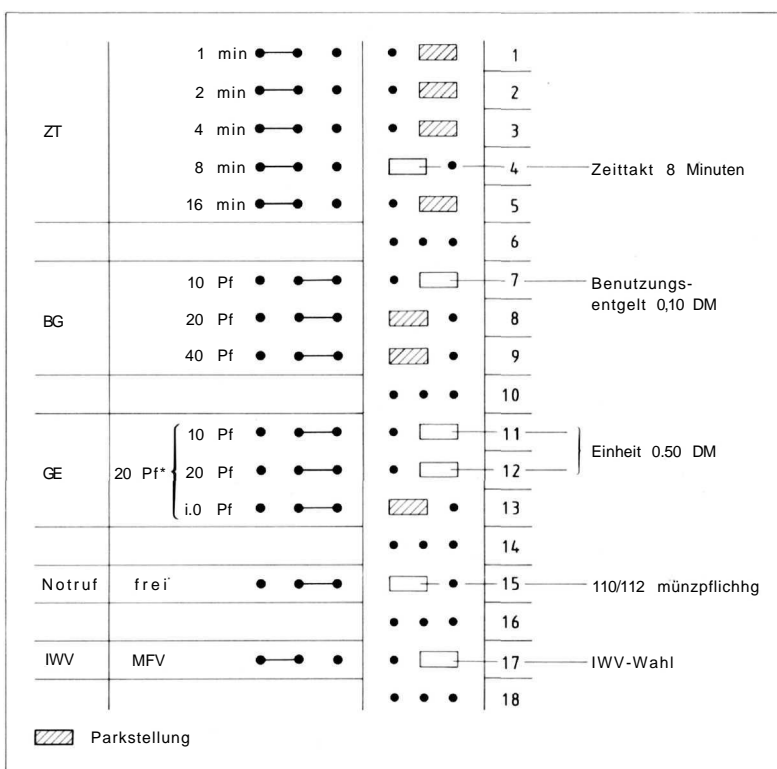 1 min 1
2 min 2
ZT 4 min 3
8 min 4 Zeittakt 8 Minuten
16 min 5
6
10 Pf 7 Benutzungs-
entgelt 0,10 DM
BG 20 Pf 8
40 Pf 9
10
10 Pf 11
Einheit 0.50 DM
GE 20 Pf* 20 Pf 12
i.0 Pf 13
14
Notruf frei 15 110/112 münzpflichhg
16
IWV MFV 17 IWV-Wahl
18
Parkstellung